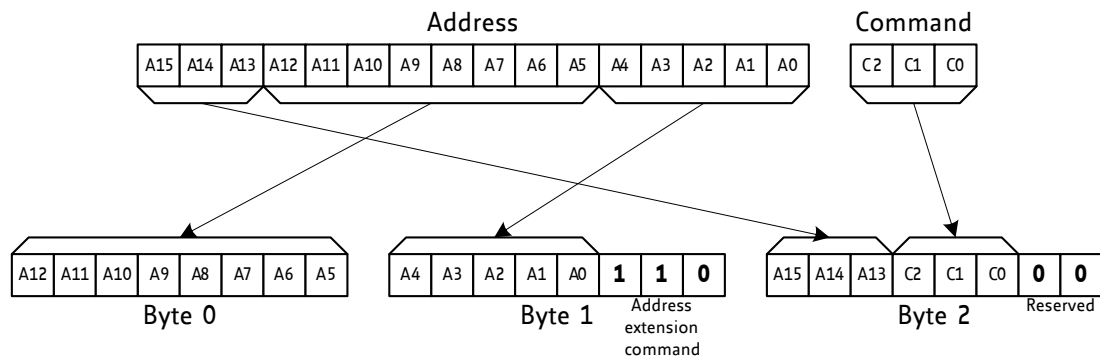 Address Command
A15 A14 A13 A12 A11 A10 A9 A8 A7 A6 A5 A4 A3 A2 A1 A0 C2 C1 C0
A12 A11 A10 A9 A8 A7 A6 A5 A4 A3 A2 A1 A0 1 1 0 A15 A14 A13 C2 C1 C0 0 0
Byte 0 Byte 1 Byte 2 Reserved
Address
extension
command